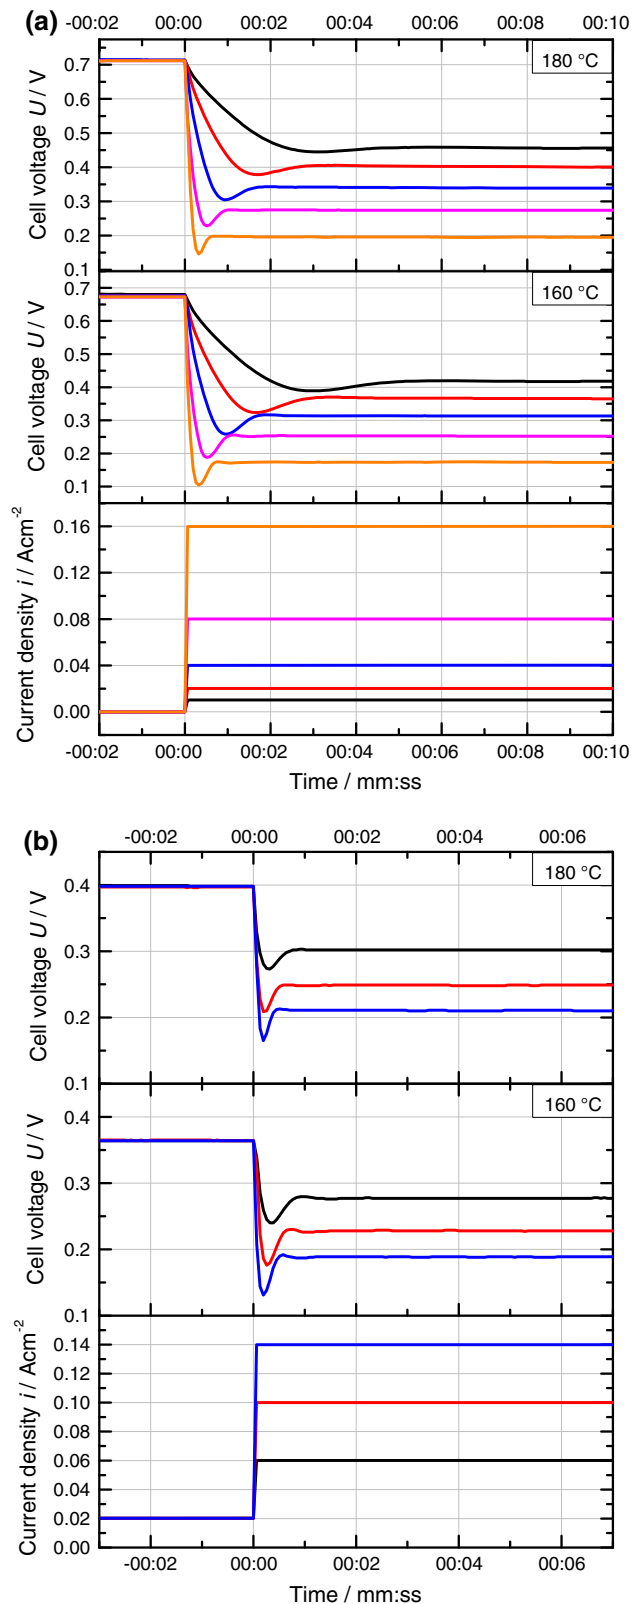 (a)
-00:02 00:00 00:02 00:04 00:06 00:08 00:10
180 °C
0.7
0.6
0.5
0.4
0.3
0.2
0.1
Cell voltage U / V
160 °C
0.7
0.6
0.5
0.4
0.3
0.2
0.1
Cell voltage U / V
0.16
0.12
0.08
0.04
0.00
Current density i / Acm⁻²
-00:02 00:00 00:02 00:04 00:06 00:08 00:10
Time / mm:ss
(b)
-00:02 00:00 00:02 00:04 00:06
180 °C
0.4
0.3
0.2
0.1
Cell voltage U / V
160 °C
0.4
0.3
0.2
0.1
Cell voltage U / V
0.14
0.12
0.10
0.08
0.06
0.04
0.02
0.00
Current density i / Acm⁻²
-00:02 00:00 00:02 00:04 00:06
Time / mm:ss